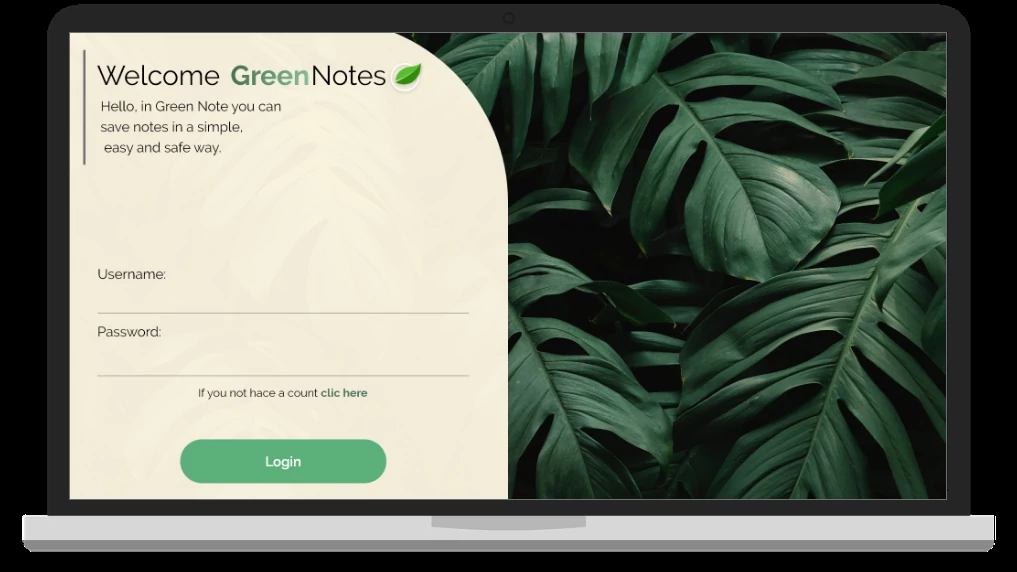 Welcome GreenNotes
Hello, in Green Note you can
save notes in a simple,
easy and safe way.
Username:
Password:
If you not hace a count clic here
Login